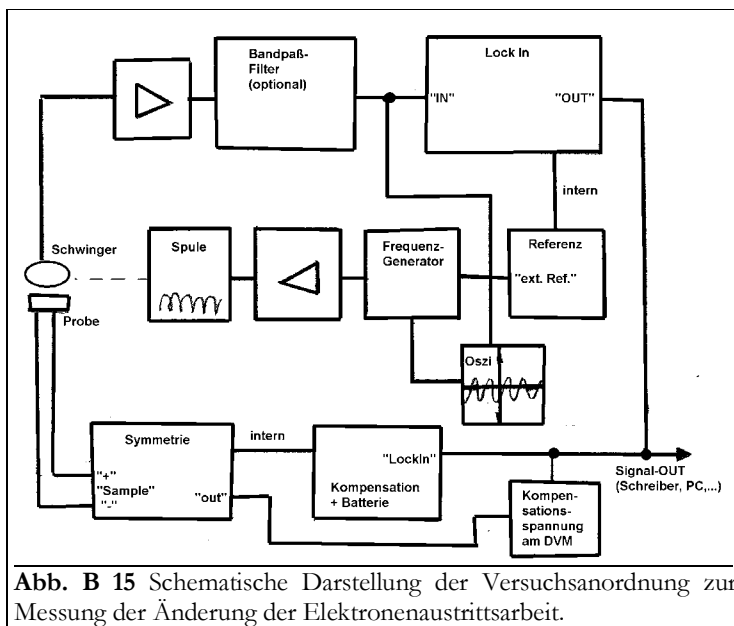 Bandpaß-
Filter
(optional)
Lock In
"IN"
"OUT"
intern
Schwinger
Spule
Frequenz-
Generator
Referenz
"ext. Ref."
Probe
Oszi
Symmetrie
intern
"+"
"Sample"
"-"
"out"
"LockIn"
Kompensation
+ Batterie
Signal-OUT
(Schreiber, PC,...)
Kompen-
sations-
spannung
am DVM
Abb. B 15 Schematische Darstellung der Versuchsanordnung zur
Messung der Änderung der Elektronenaustrittsarbeit.